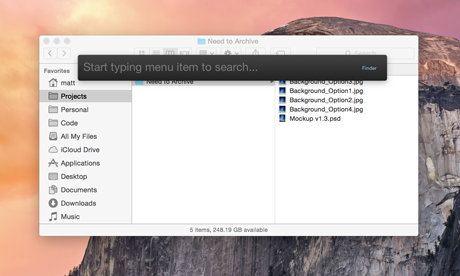 Need to Archive
Search
Start typing menu item to search...
Finder
Favorites
matt
Projects
Personal
Code
All My Files
iCloud Drive
Applications
Desktop
Documents
Downloads
Music
Need to Archive
Background_Option3.jpg
Background_Option1.jpg
Background_Option2.jpg
Background_Option4.jpg
Mockup v1.3.psd
5 items, 248.19 GB available